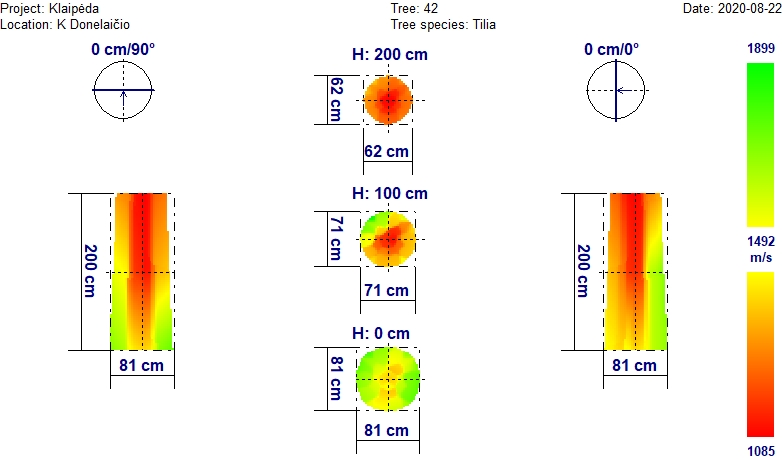 Project: Klaipėda
Tree: 42
Date: 2020-08-22
Location: K Donelaičio
Tree species: Tilia
0 cm/90°
H: 200 cm
0 cm/0°
1899
62 cm
62 cm
H: 100 cm
200 cm
71 cm
200 cm
1492
m/s
71 cm
H: 0 cm
81 cm
81 cm
81 cm
81 cm
1085